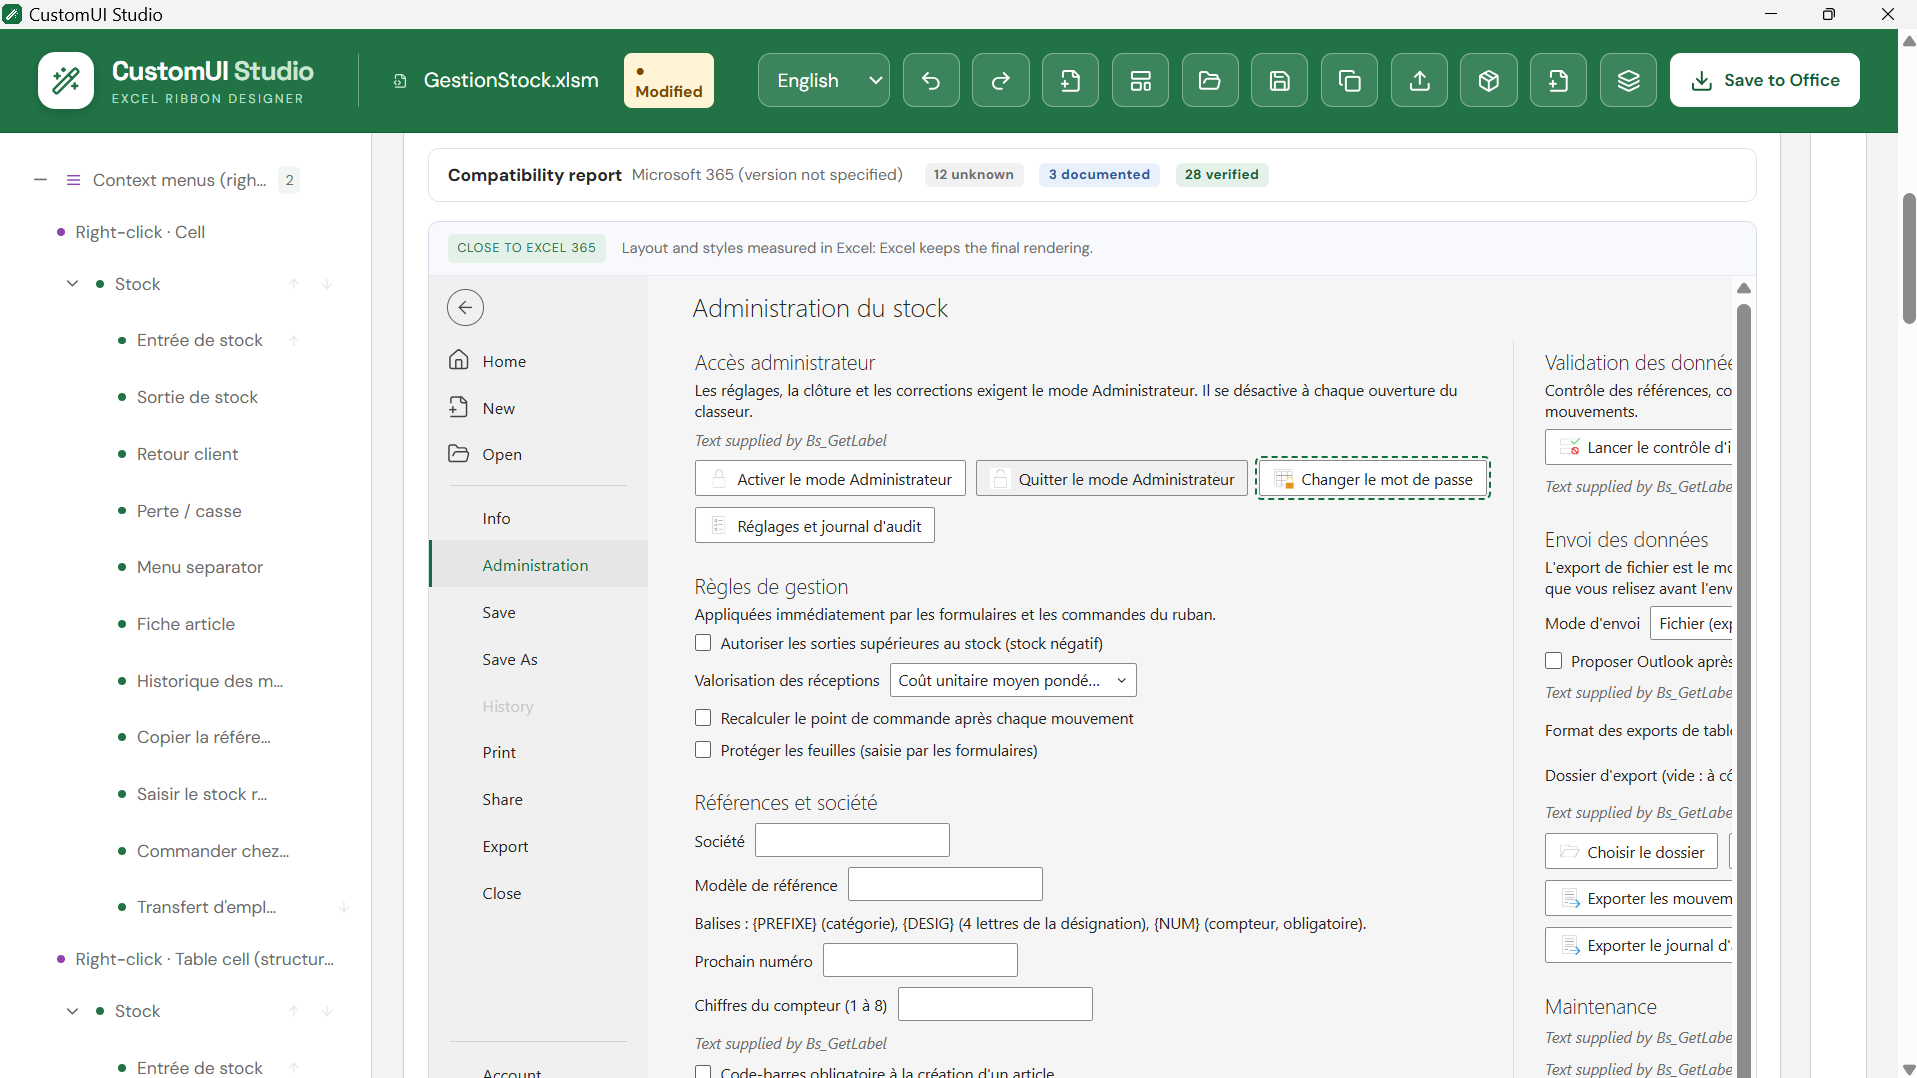 CustomUI Studio
CustomUI Studio
EXCEL RIBBON DESIGNER
GestionStock.xlsm
Modified
English
Save to Office
Context menus (righ... 2
Right-click · Cell
Stock
Entrée de stock
Sortie de stock
Retour client
Perte / casse
Menu separator
Fiche article
Historique des m...
Copier la référe...
Saisir le stock r...
Commander chez...
Transfert d'empl...
Right-click · Table cell (structur...
Stock
Entrée de stock
Compatibility report Microsoft 365 (version not specified) 12 unknown 3 documented 28 verified
CLOSE TO EXCEL 365 Layout and styles measured in Excel: Excel keeps the final rendering.
Home
New
Open
Info
Administration
Save
Save As
History
Print
Share
Export
Close
Account
Administration du stock
Accès administrateur
Les réglages, la clôture et les corrections exigent le mode Administrateur. Il se désactive à chaque ouverture du
classeur.
Text supplied by Bs_GetLabel
Activer le mode Administrateur
Quitter le mode Administrateur
Changer le mot de passe
Réglages et journal d'audit
Règles de gestion
Appliquées immédiatement par les formulaires et les commandes du ruban.
Autoriser les sorties supérieures au stock (stock négatif)
Valorisation des réceptions Coût unitaire moyen pondé...
Recalculer le point de commande après chaque mouvement
Protéger les feuilles (saisie par les formulaires)
Références et société
Société
Modèle de référence
Balises : {PREFIXE} (catégorie), {DESIG} (4 lettres de la désignation), {NUM} (compteur, obligatoire).
Prochain numéro
Chiffres du compteur (1 à 8)
Text supplied by Bs_GetLabel
Code-barres obligatoire à la création d'un article
Validation des donnée
Contrôle des références, co
mouvements.
Lancer le contrôle d'i
Text supplied by Bs_GetLabe
Envoi des données
L'export de fichier est le mo
que vous relisez avant l'env
Mode d'envoi Fichier (exp
Proposer Outlook après
Text supplied by Bs_GetLabe
Format des exports de table
Dossier d'export (vide : à cô
Text supplied by Bs_GetLabe
Choisir le dossier
Exporter les mouvem
Exporter le journal d'
Maintenance
Text supplied by Bs_GetLabe
Text supplied by Bs_GetLabe